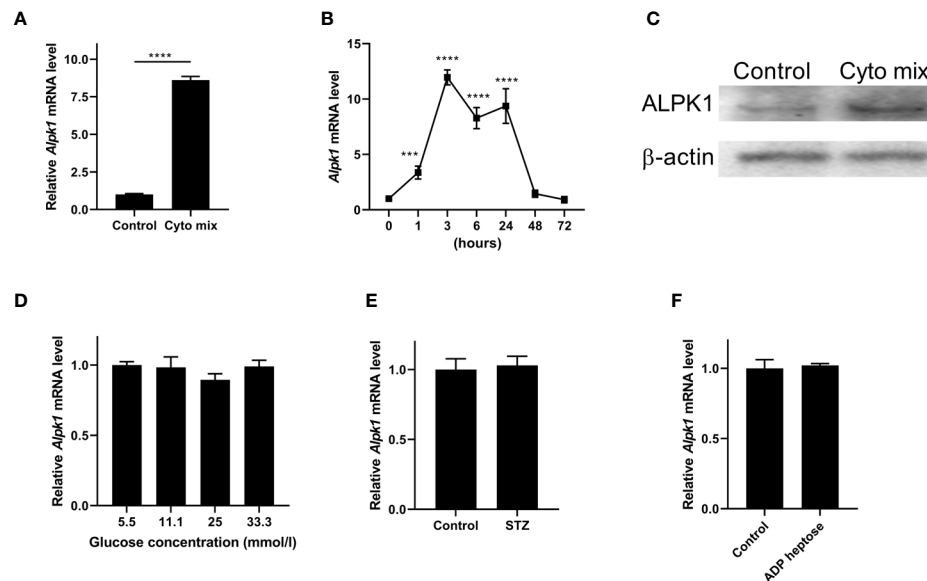 A
Relative Alpk1 mRNA level
10.0
7.5
5.0
2.5
0.0
****
Control Cyto mix
B
Alpk1 mRNA level
15
10
5
0
***
****
****
****
0 1 3 6 24 48 72
(hours)
C
Control Cyto mix
ALPK1
β-actin
D
Relative Alpk1 mRNA level
1.0
0.5
0.0
5.5 11.1 25 33.3
Glucose concentration (mmol/l)
E
Relative Alpk1 mRNA level
1.0
0.5
0.0
Control STZ
F
Relative Alpk1 mRNA level
1.0
0.5
0.0
Control
ADP heptose